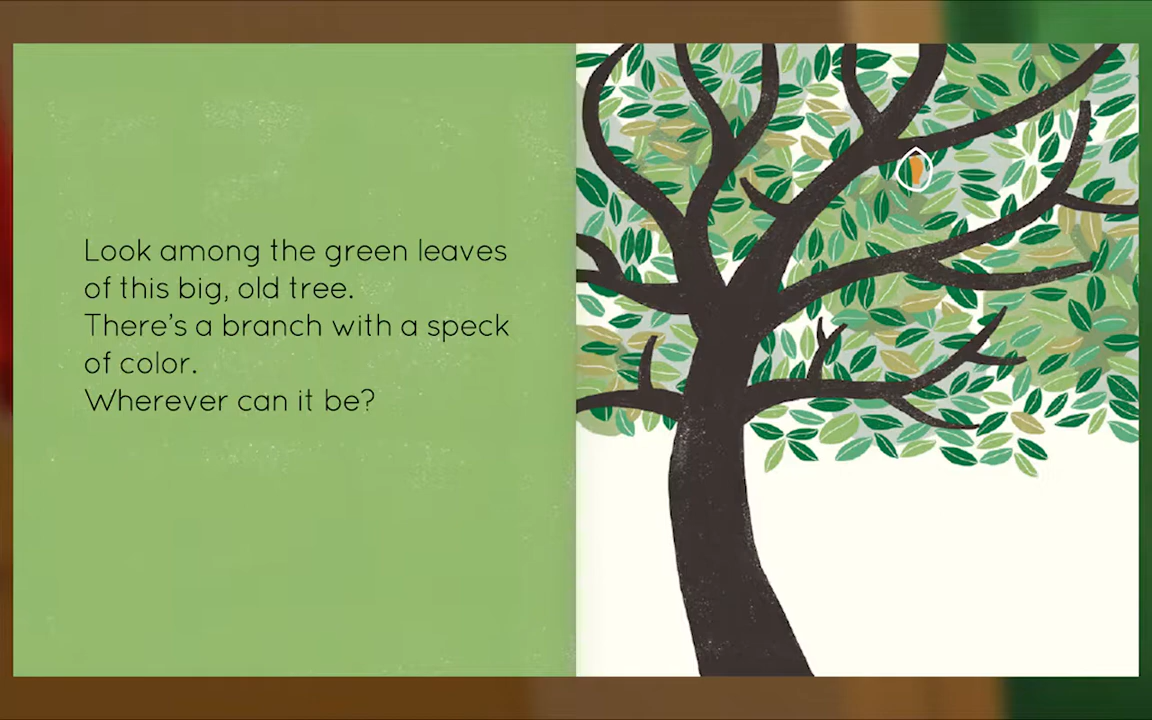 Look among the green leaves
of this big, old tree.
There's a branch with a speck
of color.
Wherever can it be?